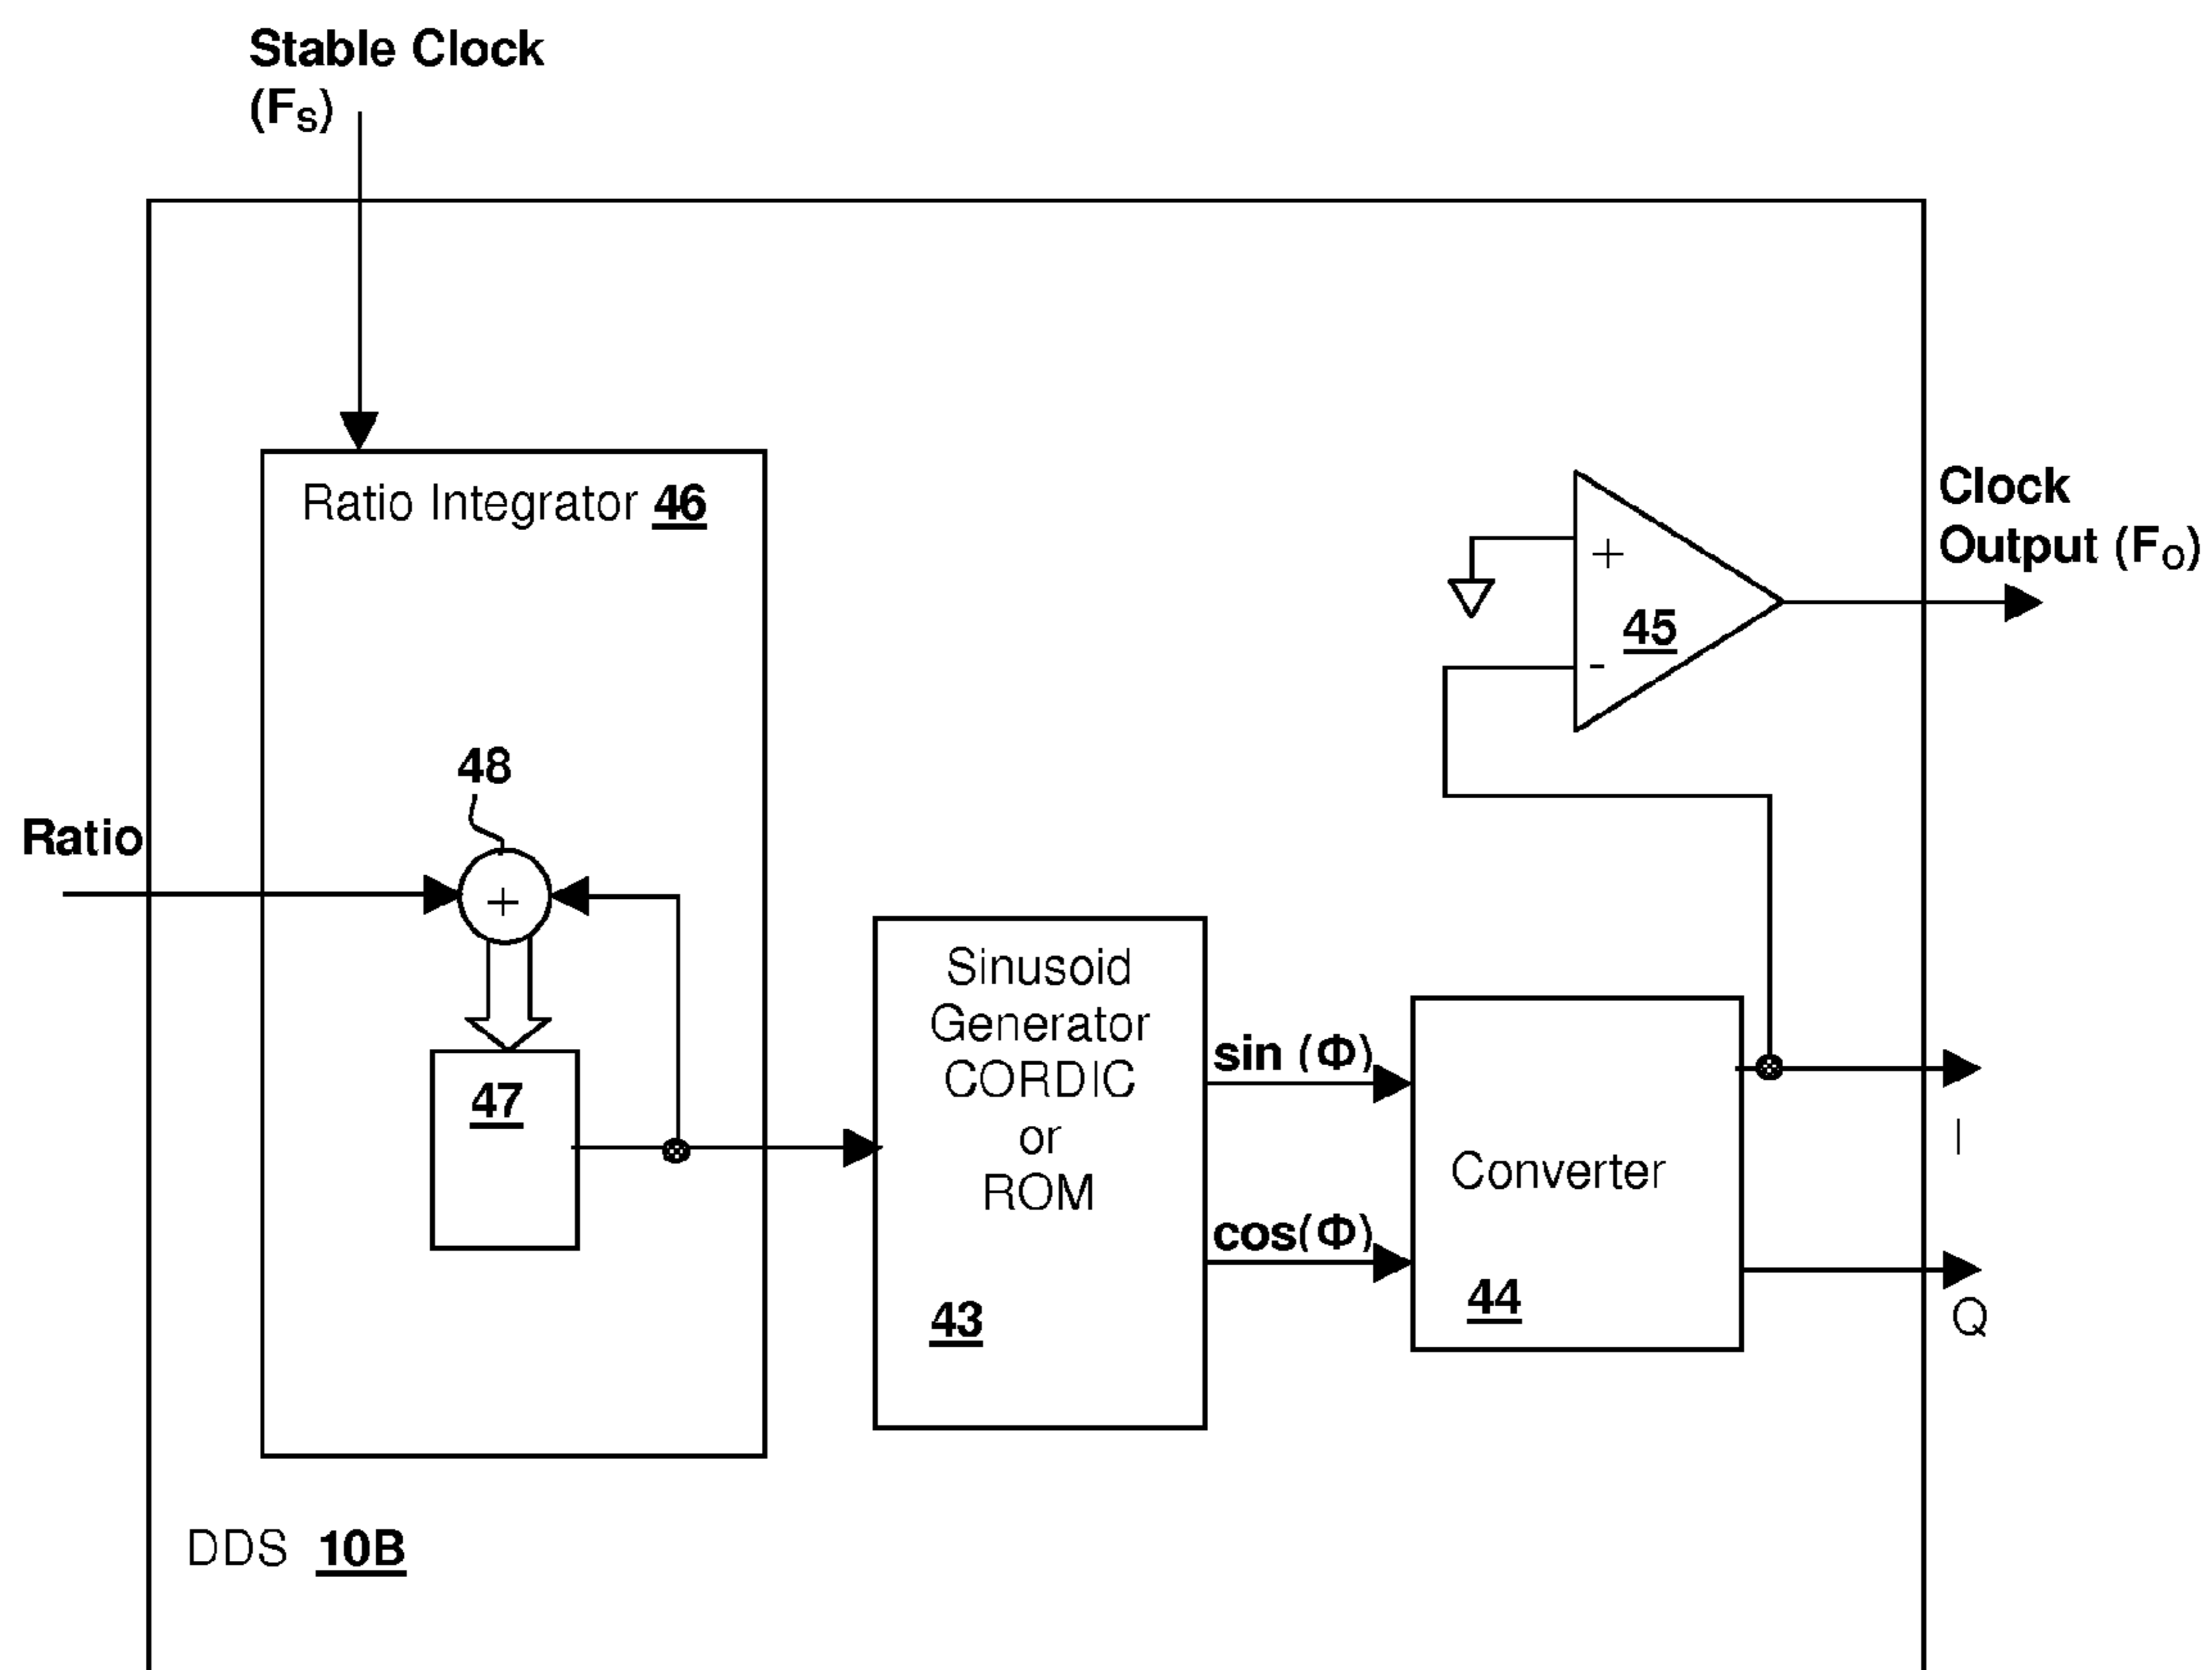 Stable Clock
(FS)
Ratio Integrator 46
Clock
Output (FO)
+
45
-
48
Ratio
+
47
Sinusoid
Generator
CORDIC
or
ROM
43
sin (Φ)
cos(Φ)
Converter
44
I
Q
DDS 10B